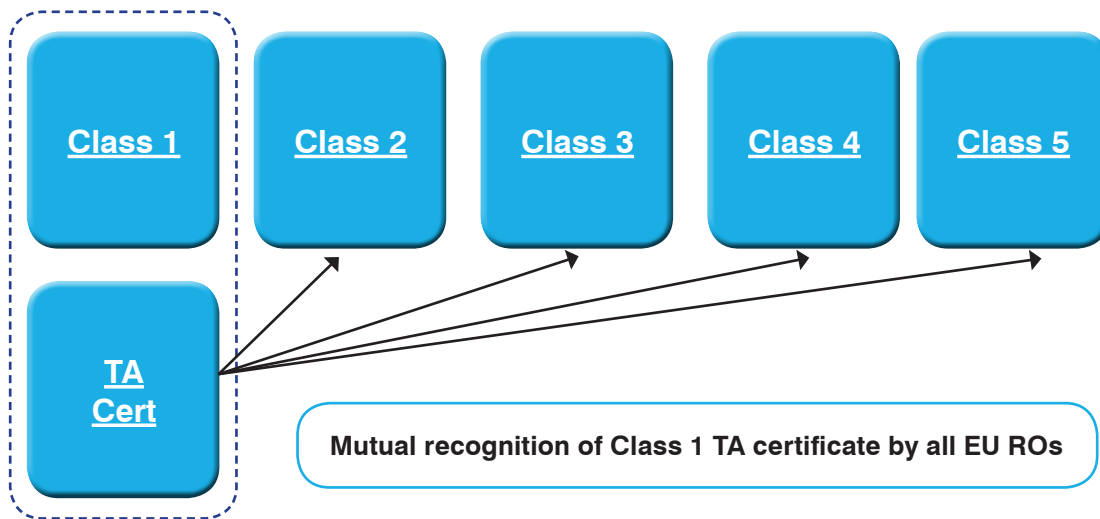 Class 1
Class 2
Class 3
Class 4
Class 5
TA
Cert
Mutual recognition of Class 1 TA certificate by all EU ROs